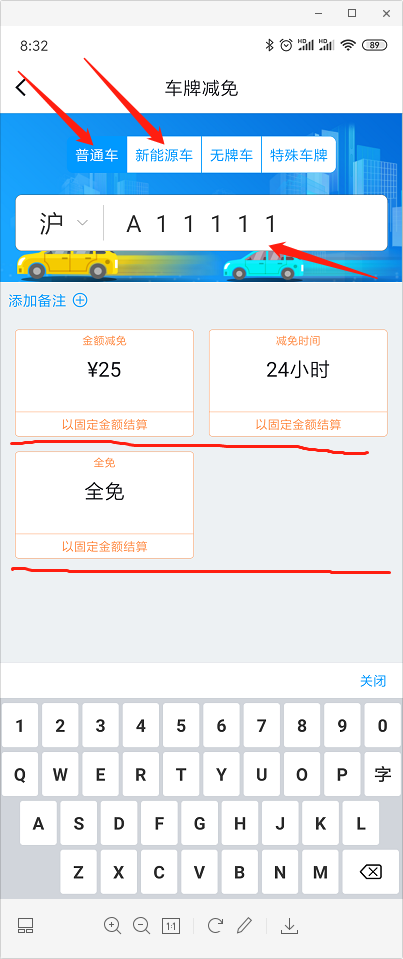 8:32 HD HD 89
车牌减免
普通车 新能源车 无牌车 特殊车牌
沪 A 1 1 1 1 1
添加备注
金额减免 减免时间
¥25 24小时
以固定金额结算 以固定金额结算
全免
全免
以固定金额结算
关闭
1 2 3 4 5 6 7 8 9 0
Q W E R T Y U O P 字
A S D F G H J K L
Z X C V B N M
1:1